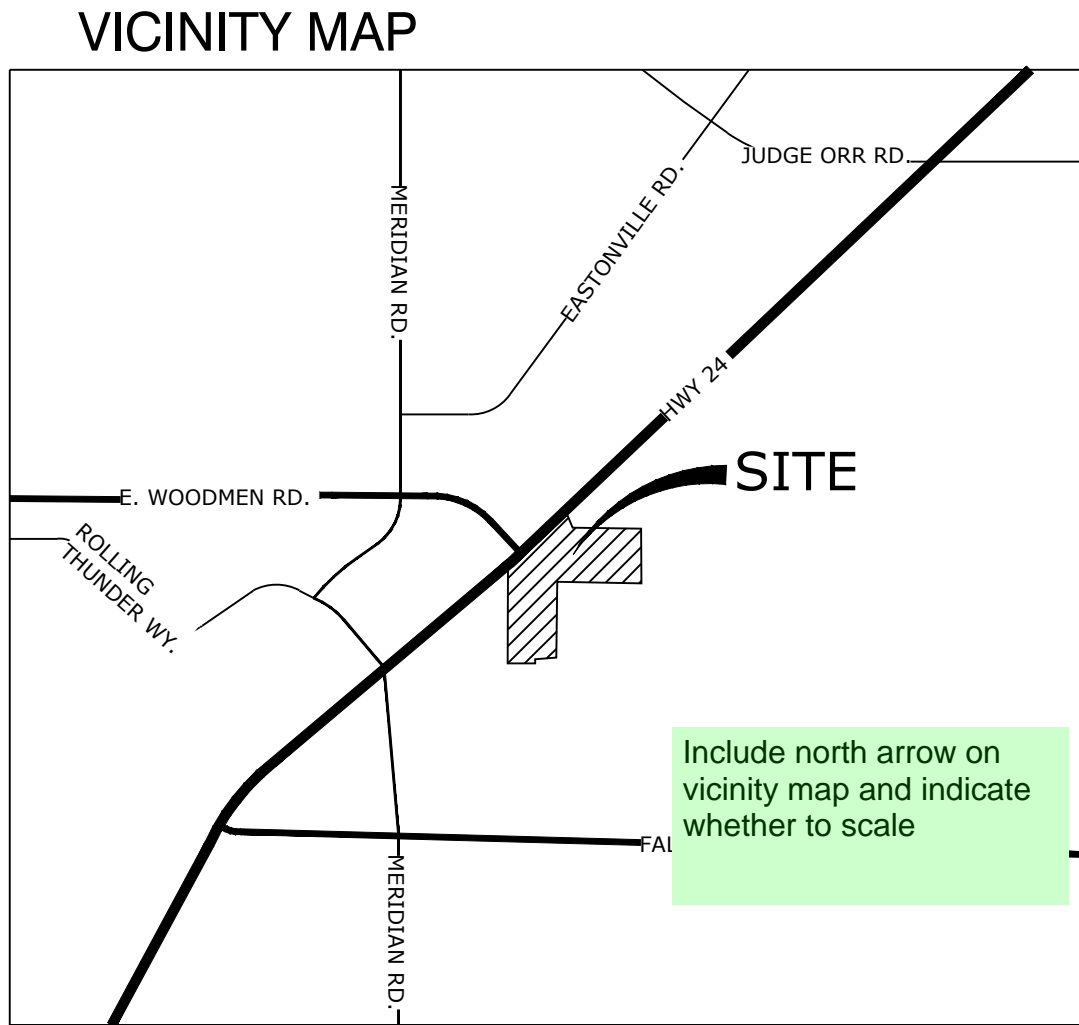 VICINITY MAP
JUDGE ORR RD.
MERIDIAN RD.
EASTONVILLE RD.
HWY 24
SITE
E. WOODMEN RD.
ROLLING
THUNDER WY.
Include north arrow on
vicinity map and indicate
whether to scale
MERIDIAN RD.